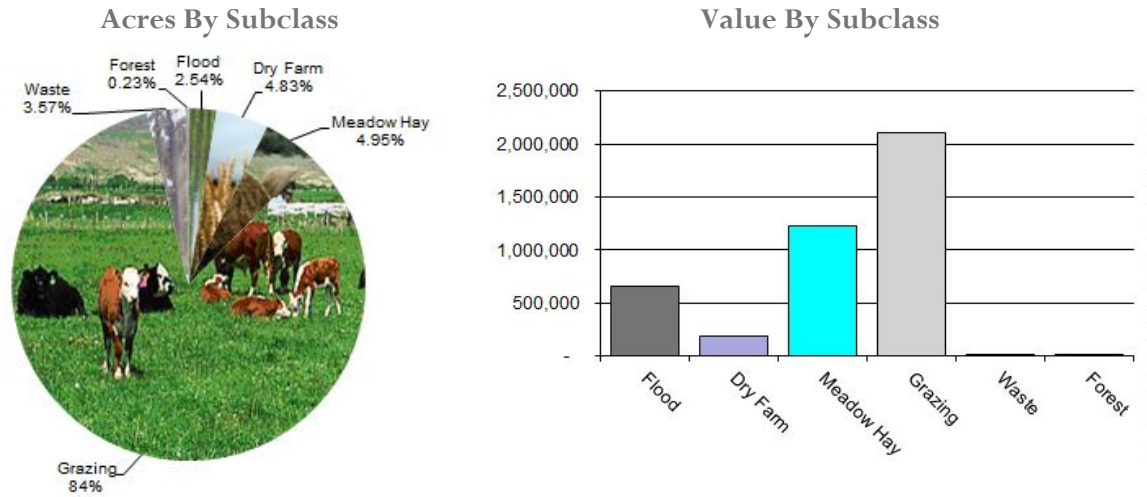 Acres By Subclass
Waste
3.57%
Forest
0.23%
Flood
2.54%
Dry Farm
4.83%
Meadow Hay
4.95%
Grazing
84%
Value By Subclass
2,500,000
2,000,000
1,500,000
1,000,000
500,000
-
Flood
Dry Farm
Meadow Hay
Grazing
Waste
Forest